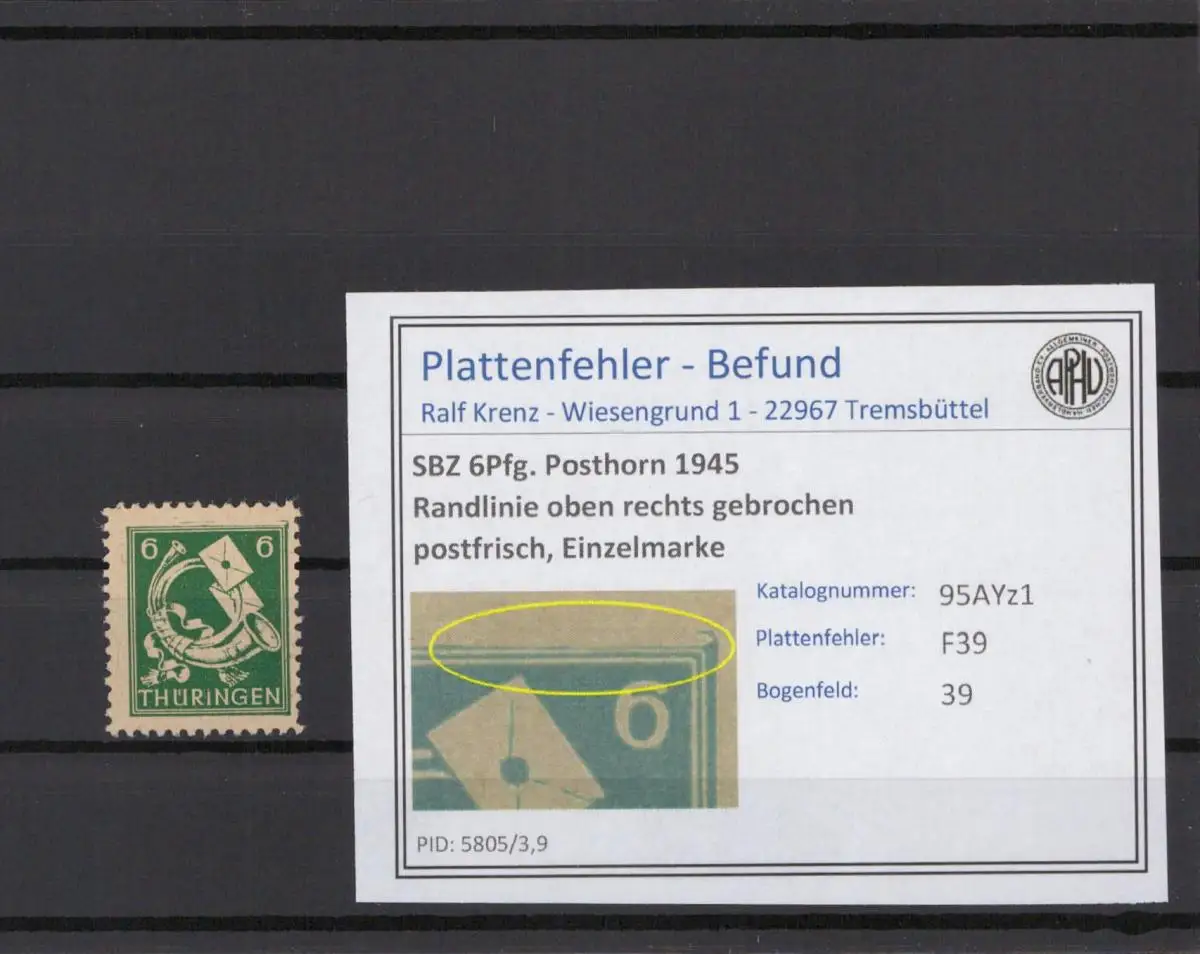 6 6
THÜRINGEN
Plattenfehler - Befund
Ralf Krenz - Wiesengrund 1 - 22967 Tremsbüttel
APHV
SBZ 6Pfg. Posthorn 1945
Randlinie oben rechts gebrochen
postfrisch, Einzelmarke
6
Katalognummer: 95AYz1
Plattenfehler: F39
Bogenfeld: 39
PID: 5805/3,9